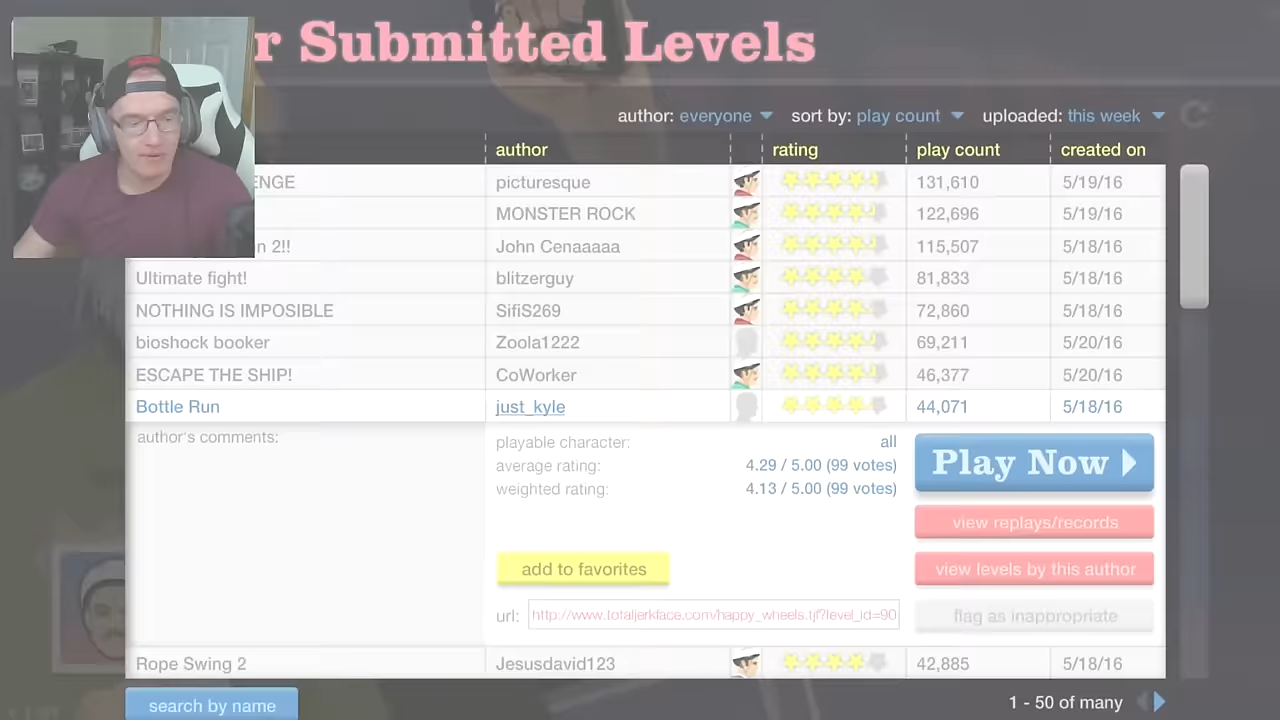 r Submitted Levels
author: everyone sort by: play count uploaded: this week
author rating play count created on
ENGE picturesque 131,610 5/19/16
MONSTER ROCK 122,696 5/19/16
n 2!! John Cenaaaaa 115,507 5/18/16
Ultimate fight! blitzerguy 81,833 5/18/16
NOTHING IS IMPOSIBLE SifiS269 72,860 5/18/16
bioshock booker Zoola1222 69,211 5/20/16
ESCAPE THE SHIP! CoWorker 46,377 5/20/16
Bottle Run just_kyle 44,071 5/18/16
author's comments:
playable character: all
average rating: 4.29 / 5.00 (99 votes)
weighted rating: 4.13 / 5.00 (99 votes)
Play Now
view replays/records
add to favorites
view levels by this author
url: http://www.totaljerkface.com/happy_wheels.tjf?level_id=90
flag as inappropriate
Rope Swing 2 Jesusdavid123 42,885 5/18/16
search by name
1 - 50 of many